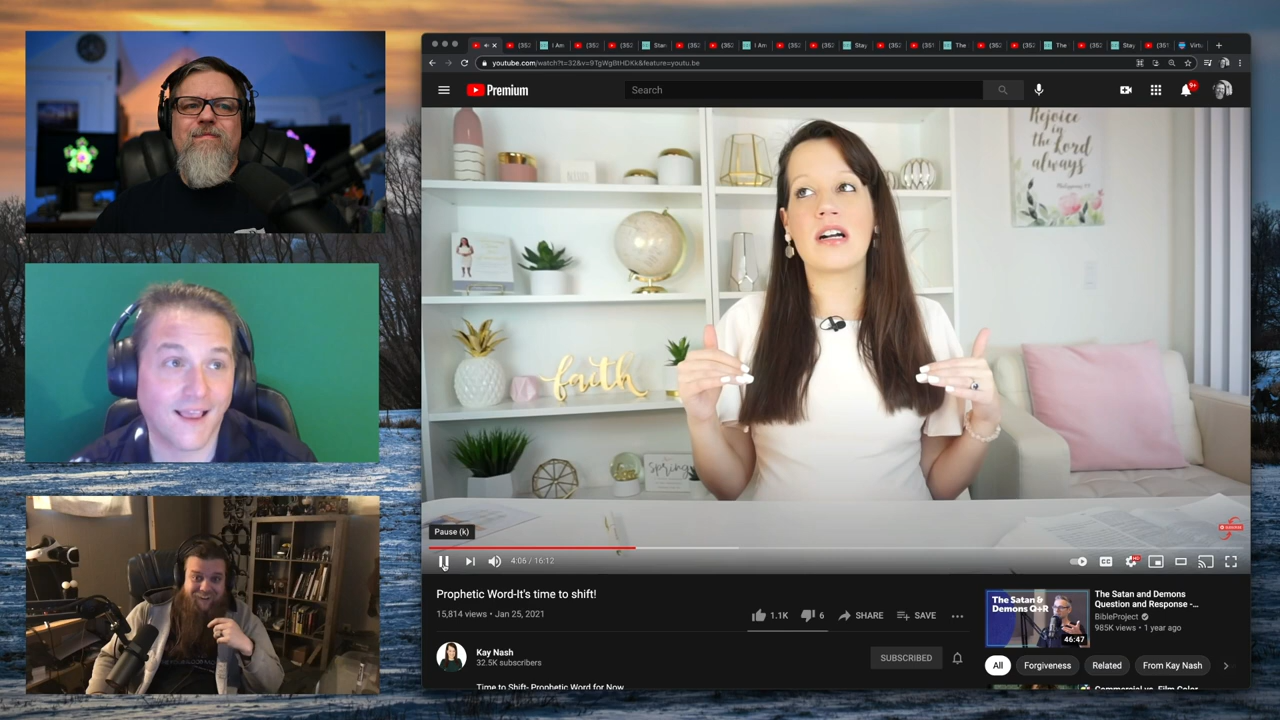 youtube.com/watch?t=32&v=9TgWgBtHDKk&feature=youtu.be
Premium
Search
9+
Rejoice
in
the Lord
always
faith
Spring
Pause (k)
4:06 / 16:12
Prophetic Word-It's time to shift!
15,814 views • Jan 25, 2021
1.1K
6
SHARE
SAVE
Kay Nash
32.5K subscribers
SUBSCRIBED
Time to Shift- Prophetic Word for Now
The Satan &
Demons Q+R
46:47
The Satan and Demons
Question and Response -...
BibleProject
985K views • 1 year ago
All
Forgiveness
Related
From Kay Nash